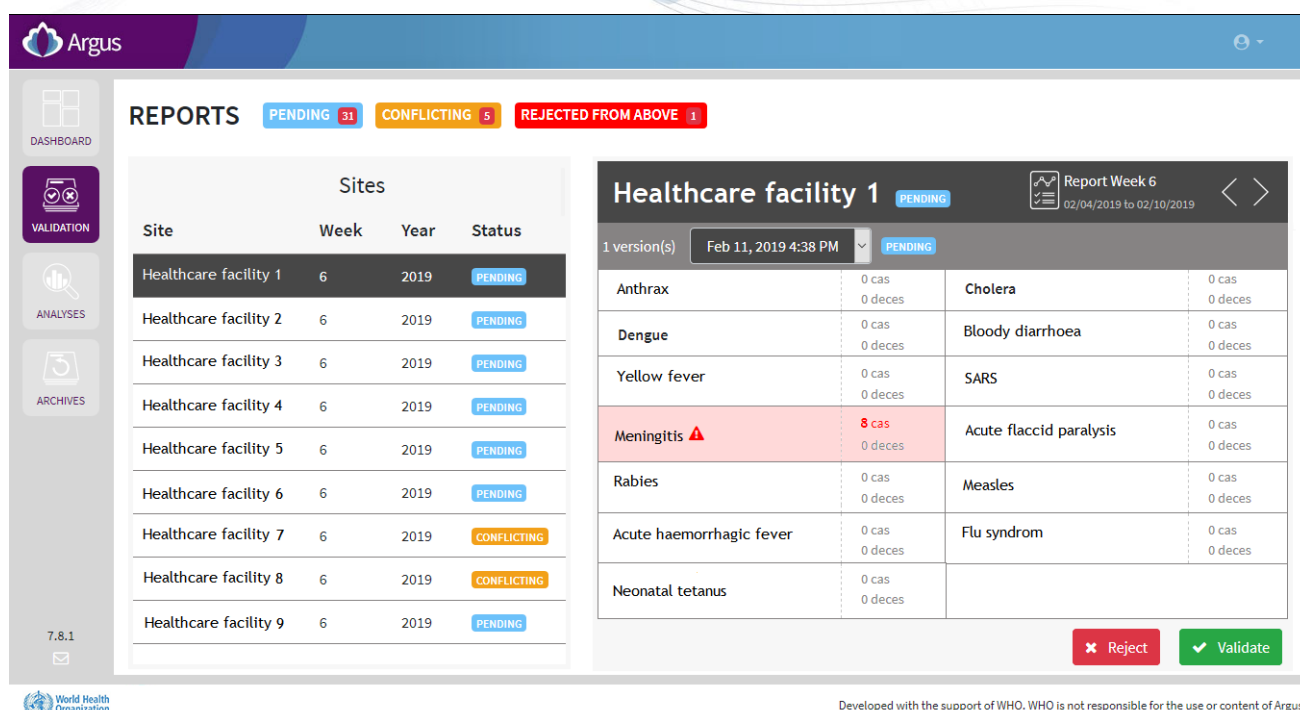 Argus
DASHBOARD
VALIDATION
ANALYSES
ARCHIVES
7.8.1
REPORTS PENDING 31 CONFLICTING 5 REJECTED FROM ABOVE 1
Sites
Site Week Year Status
Healthcare facility 1 6 2019 PENDING
Healthcare facility 2 6 2019 PENDING
Healthcare facility 3 6 2019 PENDING
Healthcare facility 4 6 2019 PENDING
Healthcare facility 5 6 2019 PENDING
Healthcare facility 6 6 2019 PENDING
Healthcare facility 7 6 2019 CONFLICTING
Healthcare facility 8 6 2019 CONFLICTING
Healthcare facility 9 6 2019 PENDING
Healthcare facility 1 PENDING
Report Week 6
02/04/2019 to 02/10/2019
1 version(s) Feb 11, 2019 4:38 PM PENDING
Anthrax 0 cas 0 deces
Cholera 0 cas 0 deces
Dengue 0 cas 0 deces
Bloody diarrhoea 0 cas 0 deces
Yellow fever 0 cas 0 deces
SARS 0 cas 0 deces
Meningitis 8 cas 0 deces
Acute flaccid paralysis 0 cas 0 deces
Rabies 0 cas 0 deces
Measles 0 cas 0 deces
Acute haemorrhagic fever 0 cas 0 deces
Flu syndrom 0 cas 0 deces
Neonatal tetanus 0 cas 0 deces
Reject Validate
World Health
Organization
Developed with the support of WHO. WHO is not responsible for the use or content of Argus